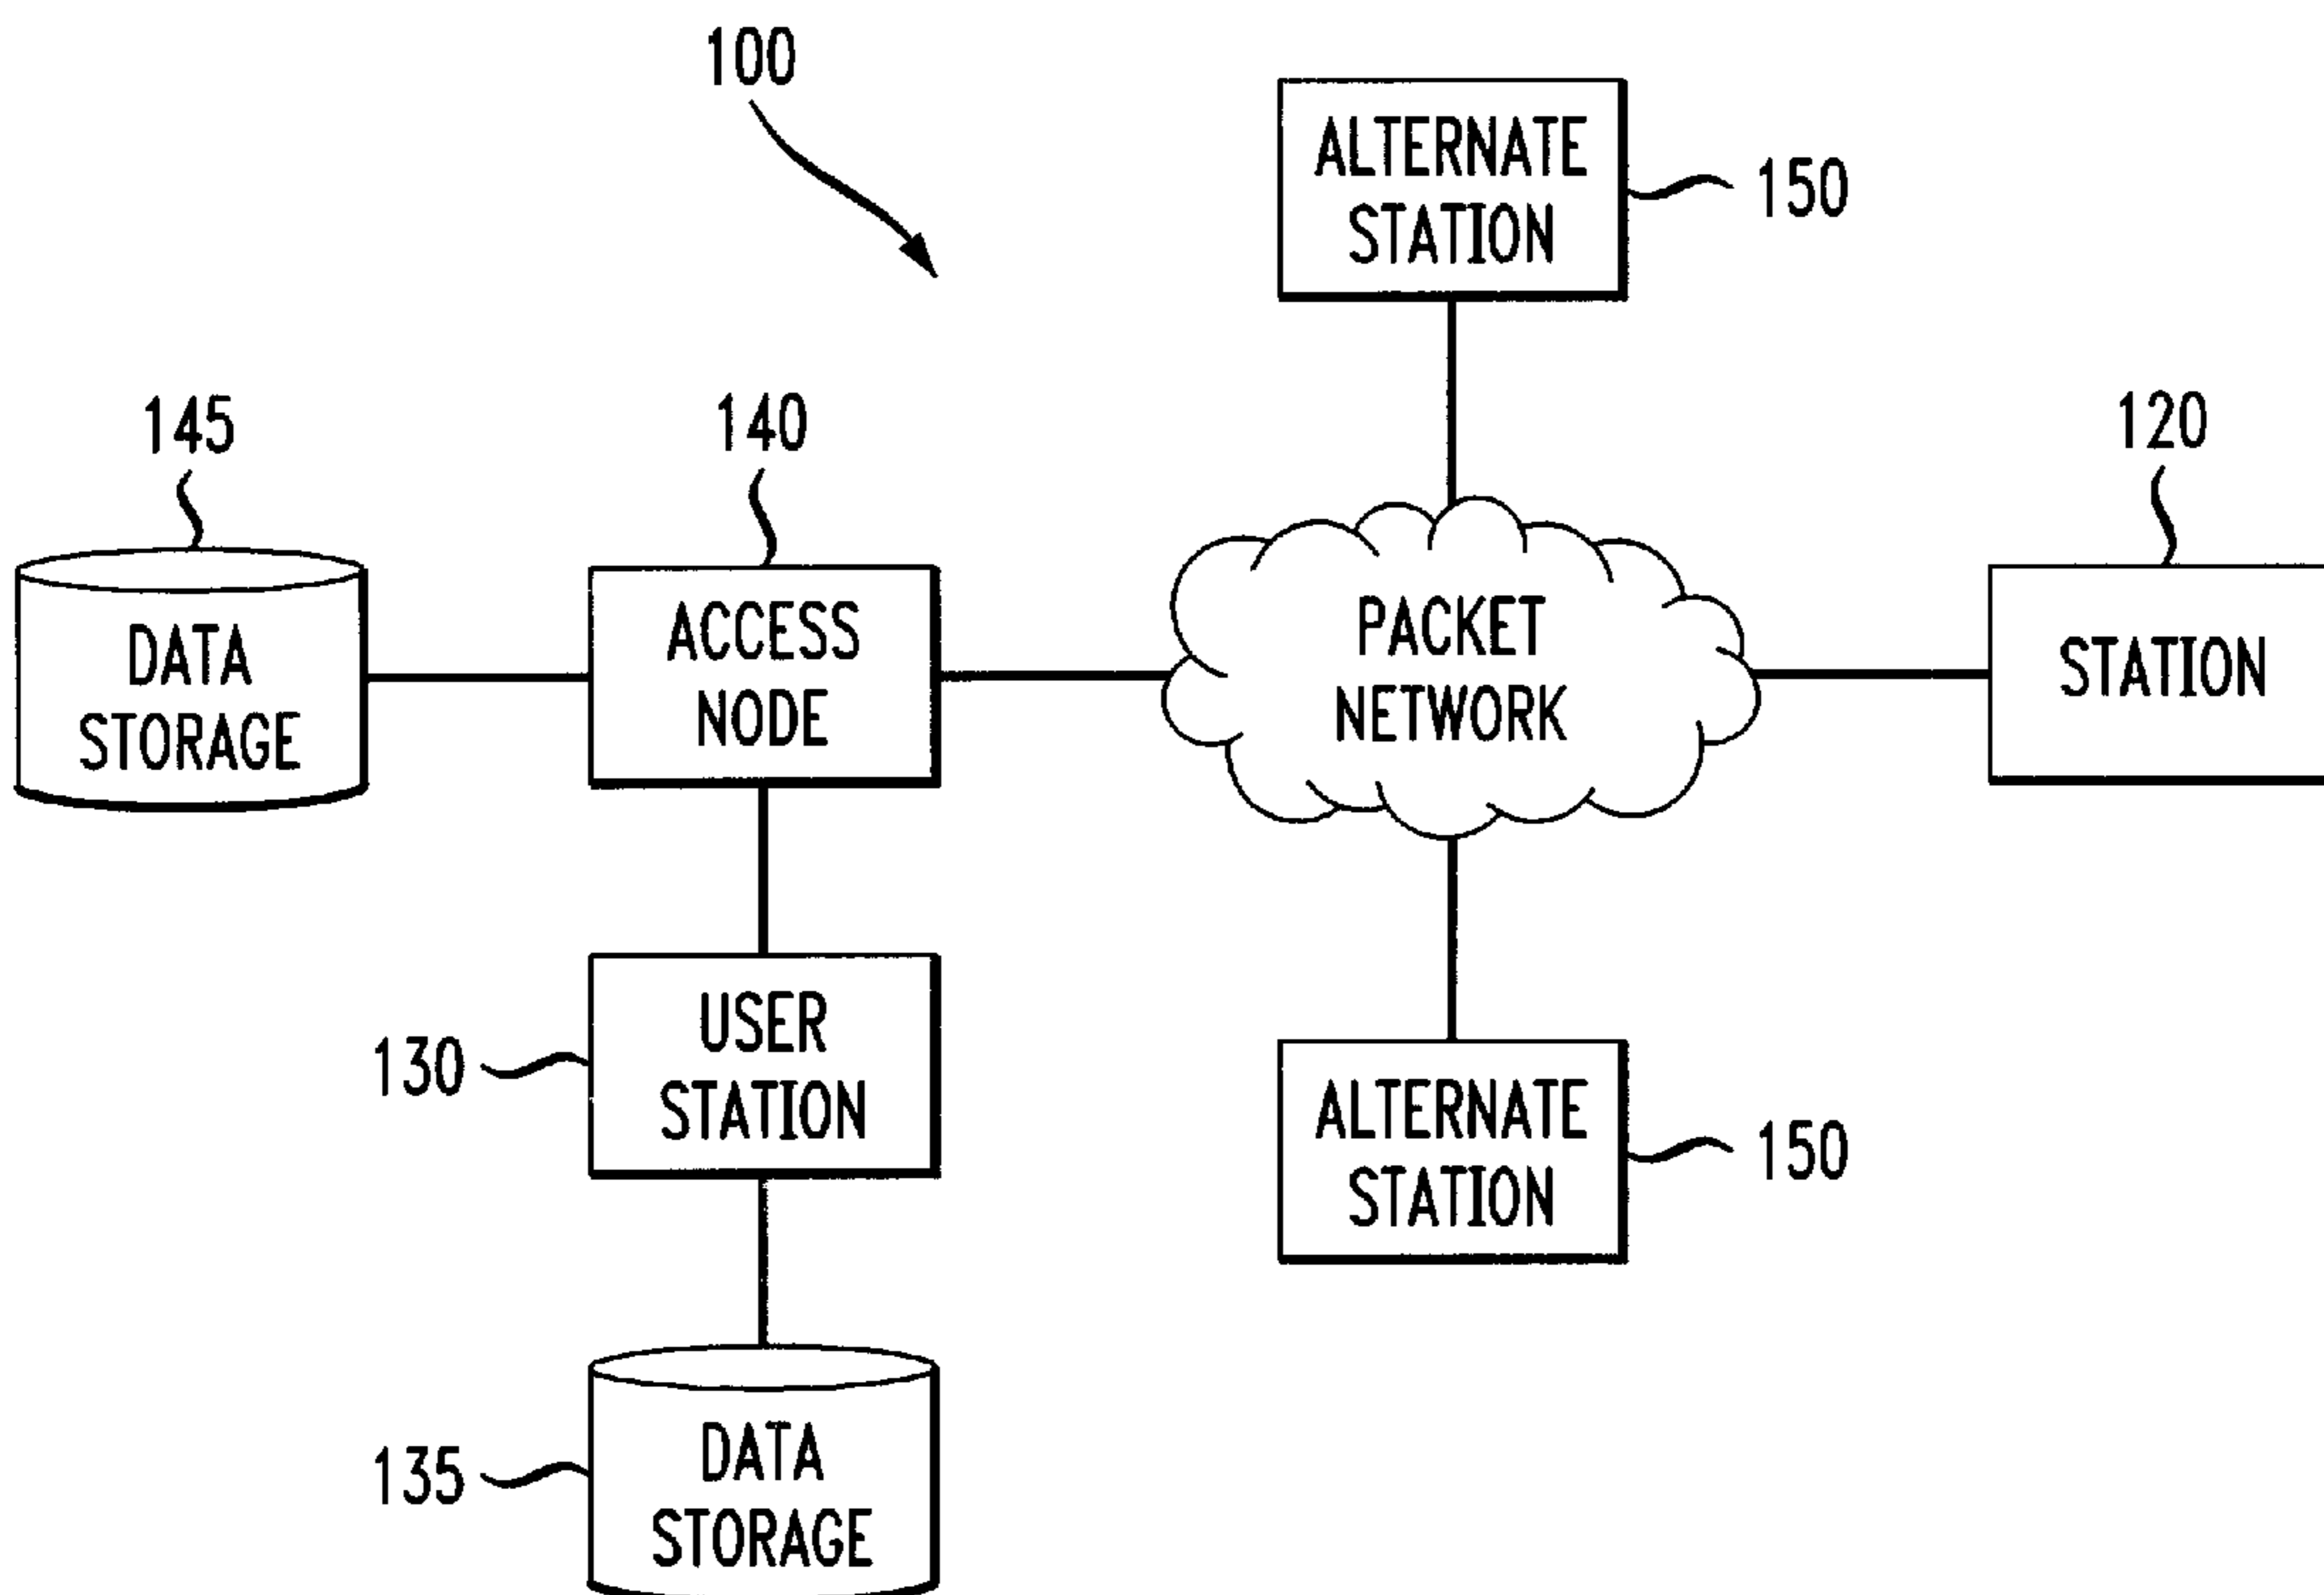 100
ALTERNATE
STATION
150
145
140
120
DATA
STORAGE
ACCESS
NODE
PACKET
NETWORK
STATION
USER
STATION
130
ALTERNATE
STATION
150
DATA
STORAGE
135